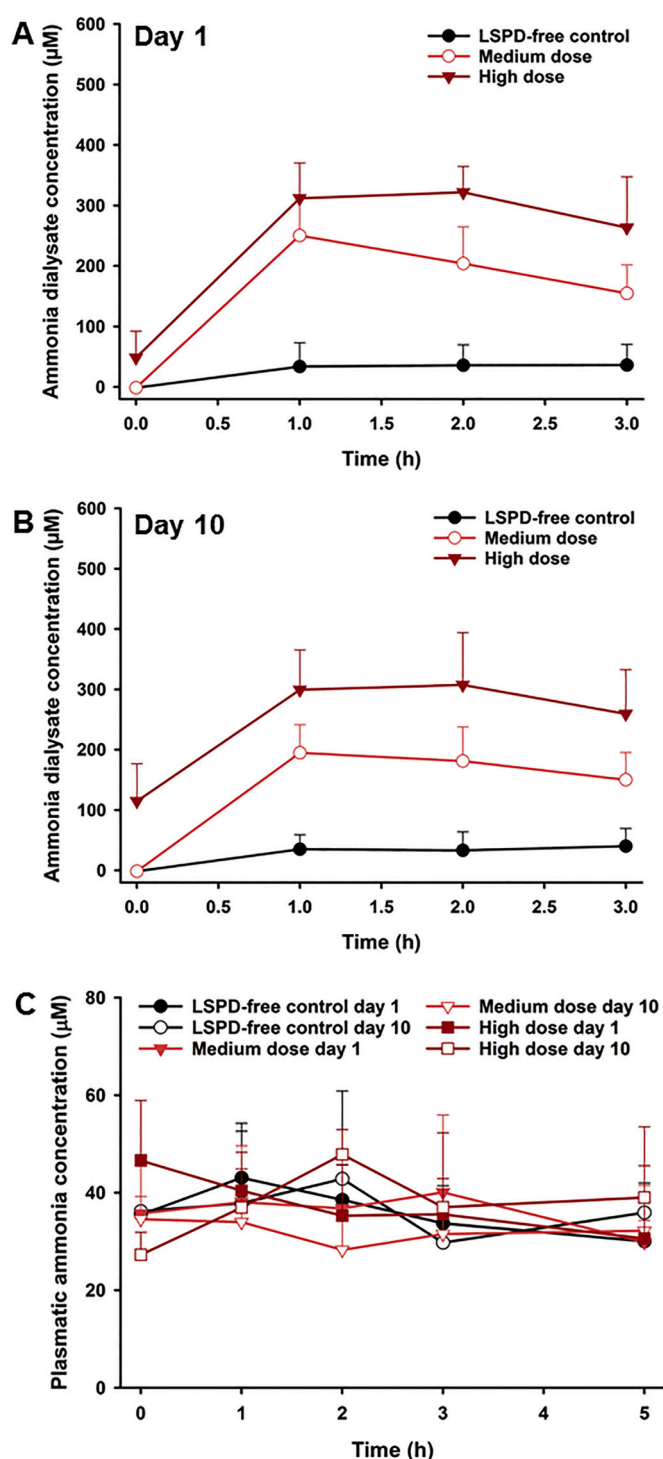 A
Day 1
LSPD-free control
Medium dose
High dose
Ammonia dialysate concentration (µM)
600
500
400
300
200
100
0
0.0 0.5 1.0 1.5 2.0 2.5 3.0
Time (h)
B
Day 10
LSPD-free control
Medium dose
High dose
Ammonia dialysate concentration (µM)
600
500
400
300
200
100
0
0.0 0.5 1.0 1.5 2.0 2.5 3.0
Time (h)
C
LSPD-free control day 1
LSPD-free control day 10
Medium dose day 1
Medium dose day 10
High dose day 1
High dose day 10
Plasmatic ammonia concentration (µM)
80
60
40
20
0
0 1 2 3 4 5
Time (h)